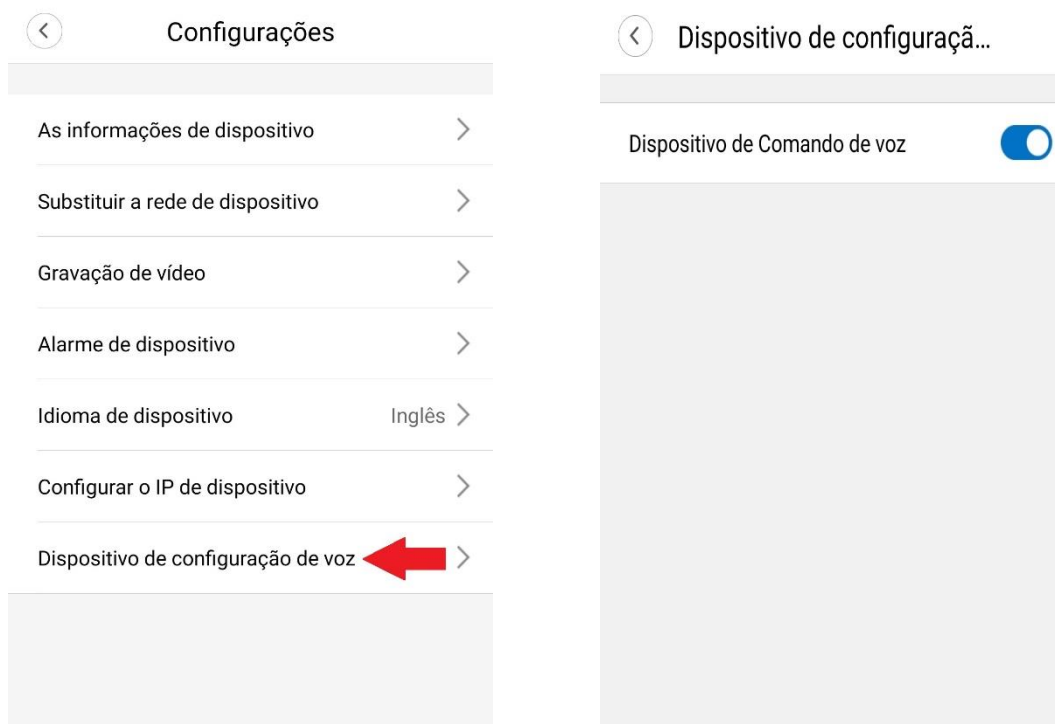 Configurações
As informações de dispositivo
Substituir a rede de dispositivo
Gravação de vídeo
Alarme de dispositivo
Idioma de dispositivo Inglês
Configurar o IP de dispositivo
Dispositivo de configuração de voz
Dispositivo de configuraçã...
Dispositivo de Comando de voz